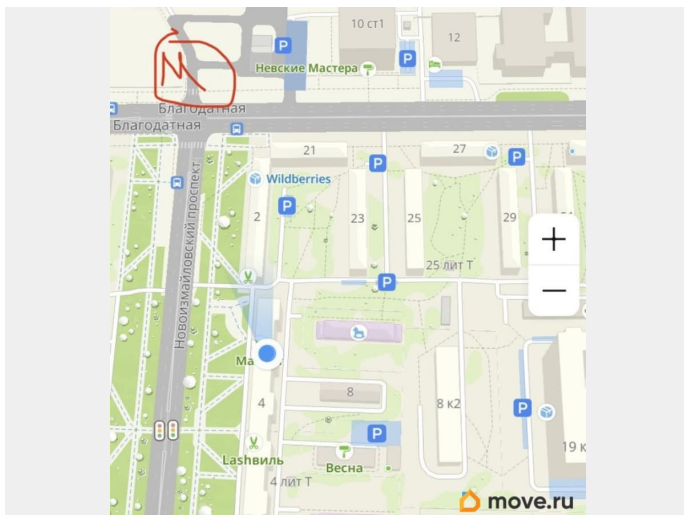 10 ст1
P
12
P
М
Невские Мастера
Благодатная
Благодатная
21
27
P
P
Wildberries
P
2
23
25
29
Новоизмайловский проспект
25 лит Т
P
+
−
8
4
8 к2
P
P
Lashвиль
Весна
19 к
4 лит Т
move.ru